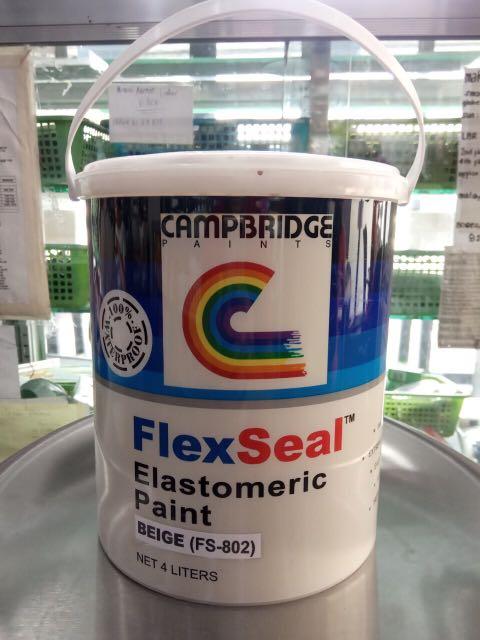 CAMPBRIDGE
PAINTS
100%
WATERPROOF
FlexSeal™
Elastomeric
Paint
BEIGE (FS-802)
NET 4 LITERS